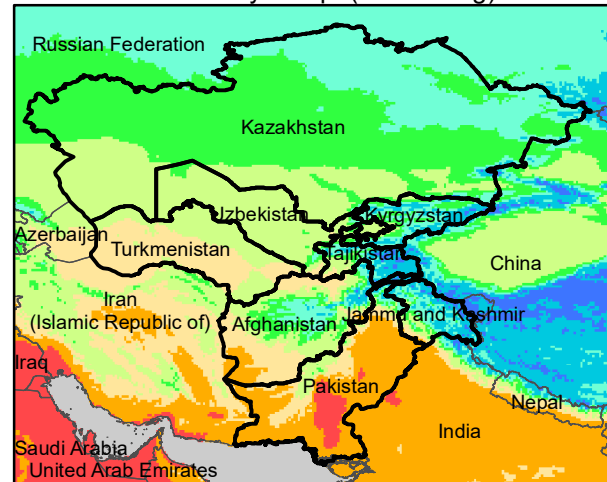 Russian Federation
Kazakhstan
Izbekistan
Kyrgyzstan
Azerbaijan
Turkmenistan
Tajikistan
China
Iran
(Islamic Republic of)
Afghanistan
Jammu and Kashmir
Iraq
Pakistan
Nepal
India
Saudi Arabia
United Arab Emirates